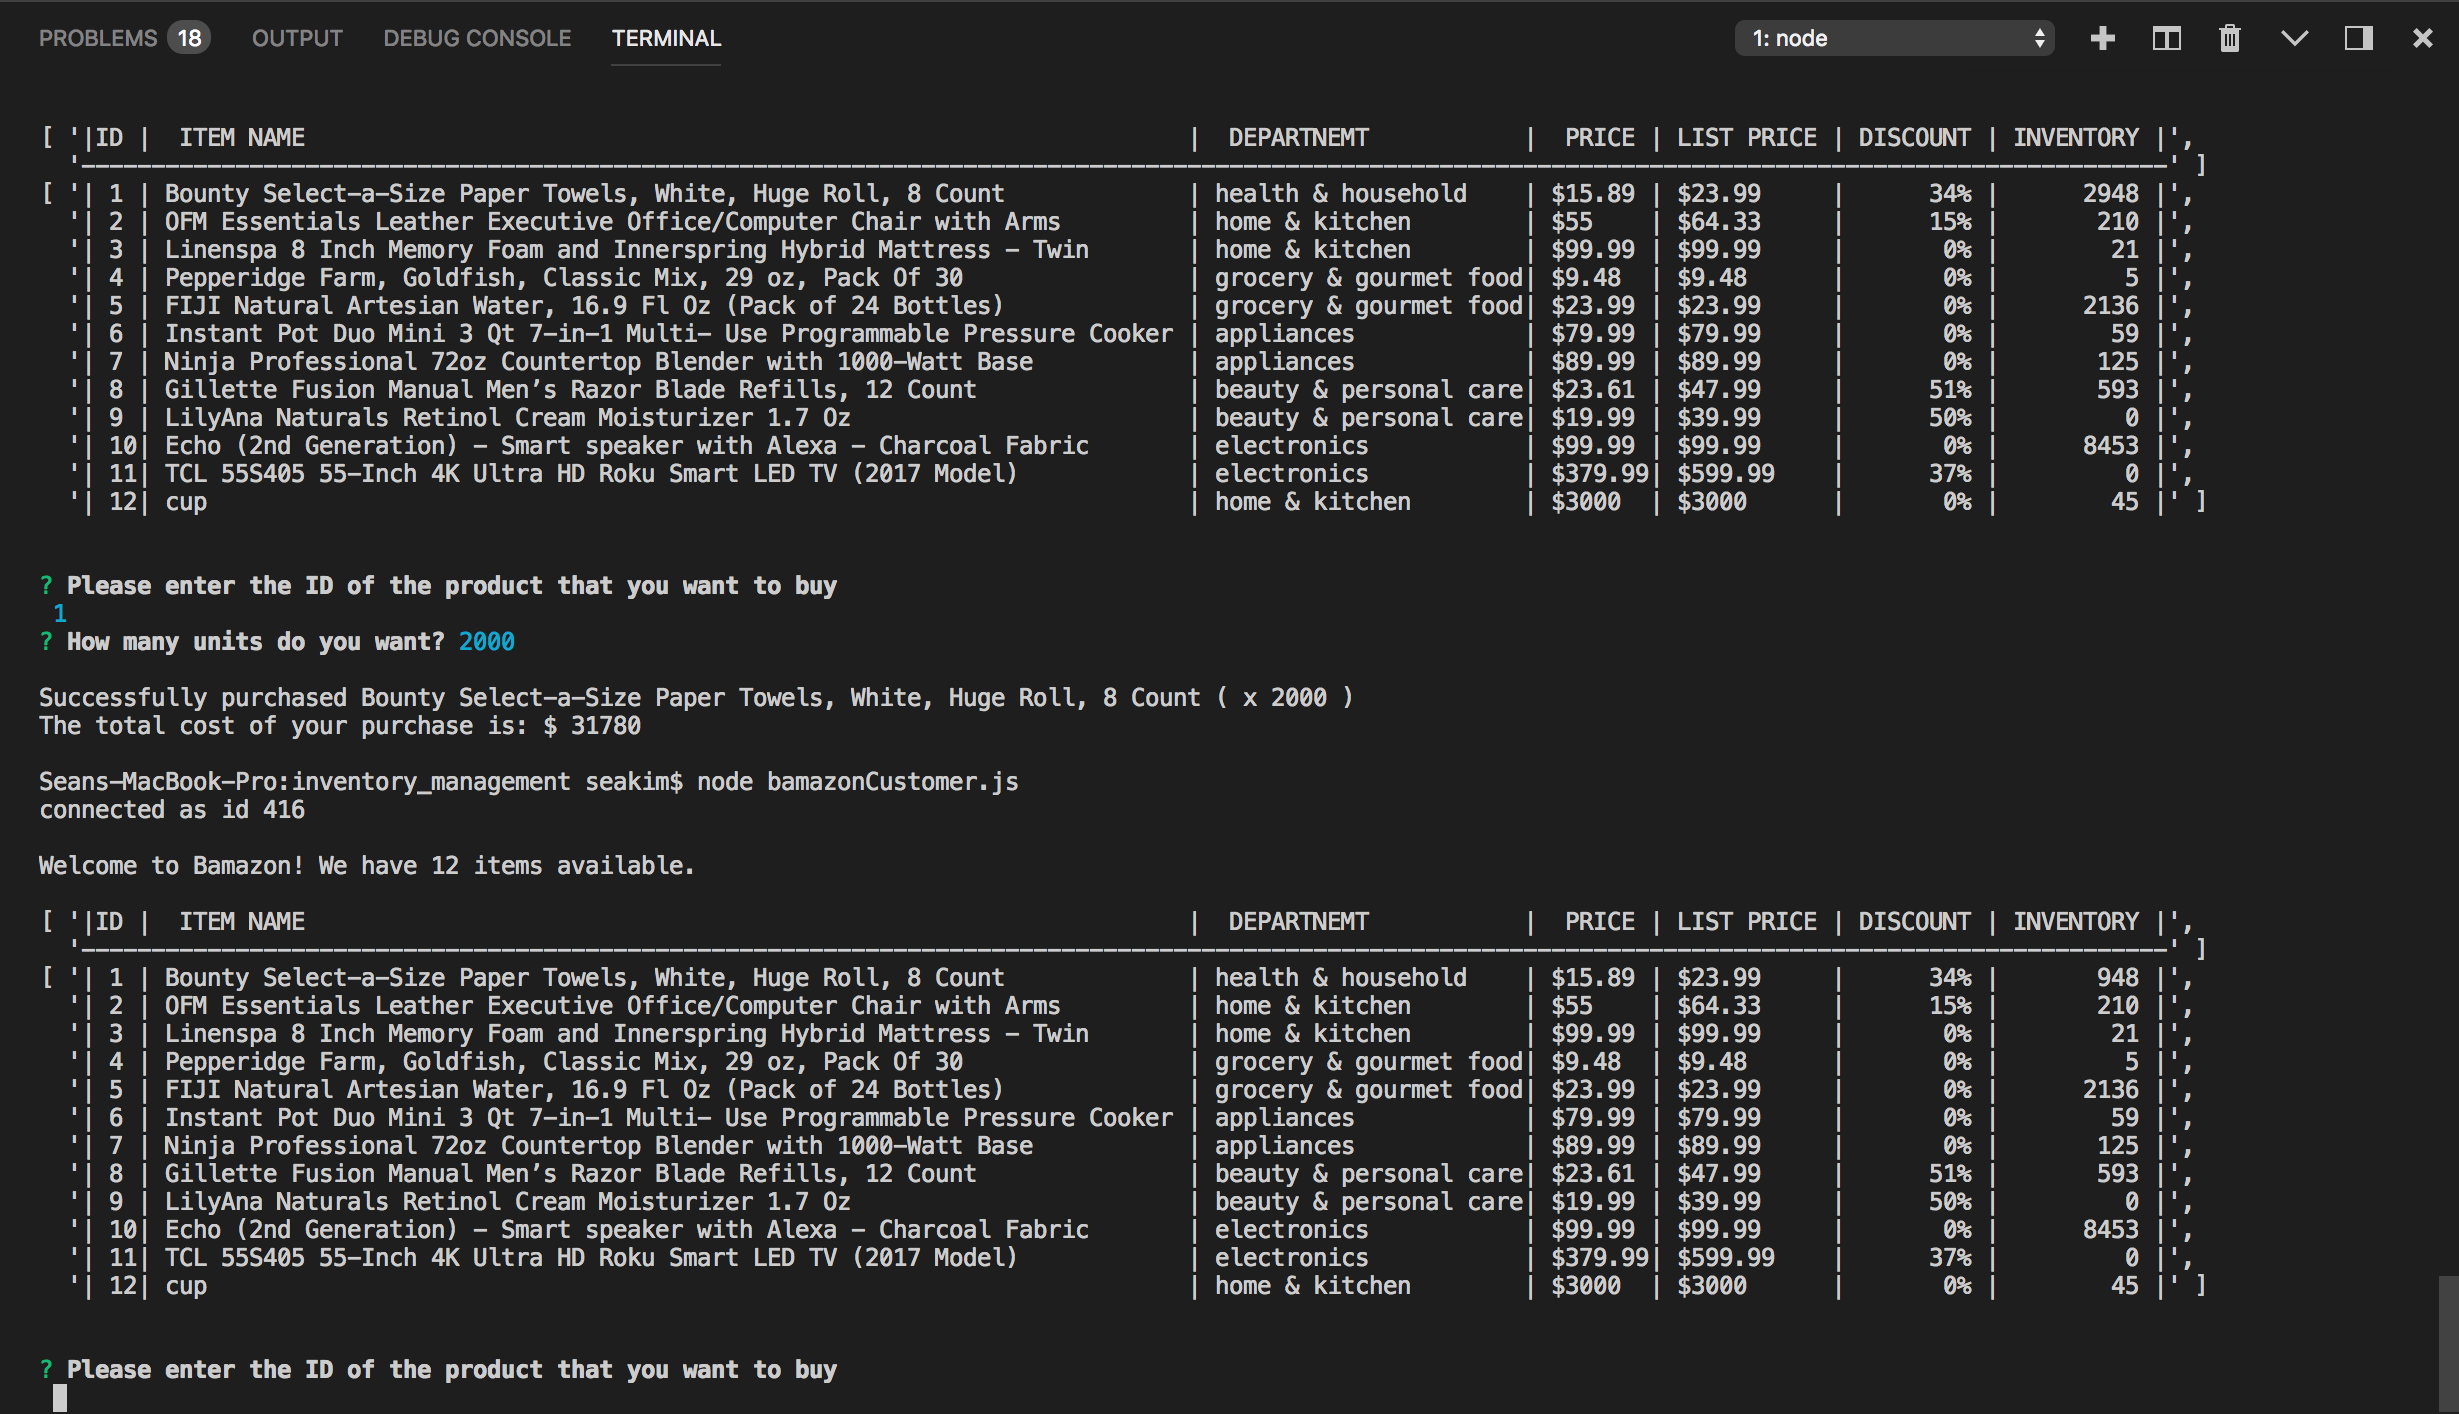 PROBLEMS 18 OUTPUT DEBUG CONSOLE TERMINAL 1: node
[ '|ID |  ITEM NAME                                                               |  DEPARTNEMT           |  PRICE | LIST PRICE | DISCOUNT | INVENTORY |',
  '—————————————————————————————————————————————————————————————————————————————————————————————————————————————————————————————————————————————————————' ]
[ '| 1 | Bounty Select-a-Size Paper Towels, White, Huge Roll, 8 Count             | health & household    | $15.89 | $23.99     |      34% |      2948 |',
  '| 2 | OFM Essentials Leather Executive Office/Computer Chair with Arms         | home & kitchen        | $55    | $64.33     |      15% |       210 |',
  '| 3 | Linenspa 8 Inch Memory Foam and Innerspring Hybrid Mattress - Twin       | home & kitchen        | $99.99 | $99.99     |       0% |        21 |',
  '| 4 | Pepperidge Farm, Goldfish, Classic Mix, 29 oz, Pack Of 30                | grocery & gourmet food| $9.48  | $9.48      |       0% |         5 |',
  '| 5 | FIJI Natural Artesian Water, 16.9 Fl Oz (Pack of 24 Bottles)             | grocery & gourmet food| $23.99 | $23.99     |       0% |      2136 |',
  '| 6 | Instant Pot Duo Mini 3 Qt 7-in-1 Multi- Use Programmable Pressure Cooker | appliances            | $79.99 | $79.99     |       0% |        59 |',
  '| 7 | Ninja Professional 72oz Countertop Blender with 1000-Watt Base           | appliances            | $89.99 | $89.99     |       0% |       125 |',
  '| 8 | Gillette Fusion Manual Men’s Razor Blade Refills, 12 Count               | beauty & personal care| $23.61 | $47.99     |      51% |       593 |',
  '| 9 | LilyAna Naturals Retinol Cream Moisturizer 1.7 Oz                        | beauty & personal care| $19.99 | $39.99     |      50% |         0 |',
  '| 10| Echo (2nd Generation) - Smart speaker with Alexa - Charcoal Fabric       | electronics           | $99.99 | $99.99     |       0% |      8453 |',
  '| 11| TCL 55S405 55-Inch 4K Ultra HD Roku Smart LED TV (2017 Model)            | electronics           | $379.99| $599.99    |      37% |         0 |',
  '| 12| cup                                                                      | home & kitchen        | $3000  | $3000      |       0% |        45 |' ]
? Please enter the ID of the product that you want to buy
 1
? How many units do you want? 2000
Successfully purchased Bounty Select-a-Size Paper Towels, White, Huge Roll, 8 Count ( x 2000 )
The total cost of your purchase is: $ 31780
Seans-MacBook-Pro:inventory_management seakim$ node bamazonCustomer.js
connected as id 416
Welcome to Bamazon! We have 12 items available.
[ '|ID |  ITEM NAME                                                               |  DEPARTNEMT           |  PRICE | LIST PRICE | DISCOUNT | INVENTORY |',
  '—————————————————————————————————————————————————————————————————————————————————————————————————————————————————————————————————————————————————————' ]
[ '| 1 | Bounty Select-a-Size Paper Towels, White, Huge Roll, 8 Count             | health & household    | $15.89 | $23.99     |      34% |       948 |',
  '| 2 | OFM Essentials Leather Executive Office/Computer Chair with Arms         | home & kitchen        | $55    | $64.33     |      15% |       210 |',
  '| 3 | Linenspa 8 Inch Memory Foam and Innerspring Hybrid Mattress - Twin       | home & kitchen        | $99.99 | $99.99     |       0% |        21 |',
  '| 4 | Pepperidge Farm, Goldfish, Classic Mix, 29 oz, Pack Of 30                | grocery & gourmet food| $9.48  | $9.48      |       0% |         5 |',
  '| 5 | FIJI Natural Artesian Water, 16.9 Fl Oz (Pack of 24 Bottles)             | grocery & gourmet food| $23.99 | $23.99     |       0% |      2136 |',
  '| 6 | Instant Pot Duo Mini 3 Qt 7-in-1 Multi- Use Programmable Pressure Cooker | appliances            | $79.99 | $79.99     |       0% |        59 |',
  '| 7 | Ninja Professional 72oz Countertop Blender with 1000-Watt Base           | appliances            | $89.99 | $89.99     |       0% |       125 |',
  '| 8 | Gillette Fusion Manual Men’s Razor Blade Refills, 12 Count               | beauty & personal care| $23.61 | $47.99     |      51% |       593 |',
  '| 9 | LilyAna Naturals Retinol Cream Moisturizer 1.7 Oz                        | beauty & personal care| $19.99 | $39.99     |      50% |         0 |',
  '| 10| Echo (2nd Generation) - Smart speaker with Alexa - Charcoal Fabric       | electronics           | $99.99 | $99.99     |       0% |      8453 |',
  '| 11| TCL 55S405 55-Inch 4K Ultra HD Roku Smart LED TV (2017 Model)            | electronics           | $379.99| $599.99    |      37% |         0 |',
  '| 12| cup                                                                      | home & kitchen        | $3000  | $3000      |       0% |        45 |' ]
? Please enter the ID of the product that you want to buy